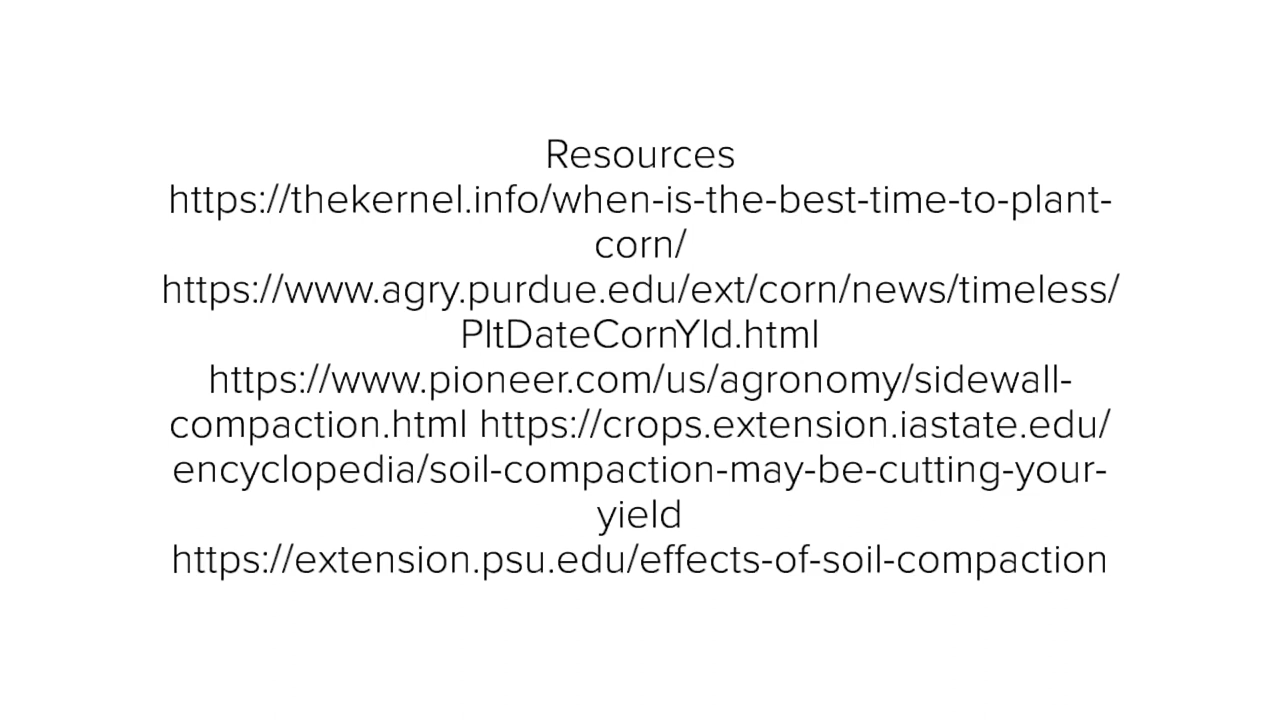 Resources
https://thekernel.info/when-is-the-best-time-to-plant-
corn/
https://www.agry.purdue.edu/ext/corn/news/timeless/
PltDateCornYld.html
https://www.pioneer.com/us/agronomy/sidewall-
compaction.html https://crops.extension.iastate.edu/
encyclopedia/soil-compaction-may-be-cutting-your-
yield
https://extension.psu.edu/effects-of-soil-compaction